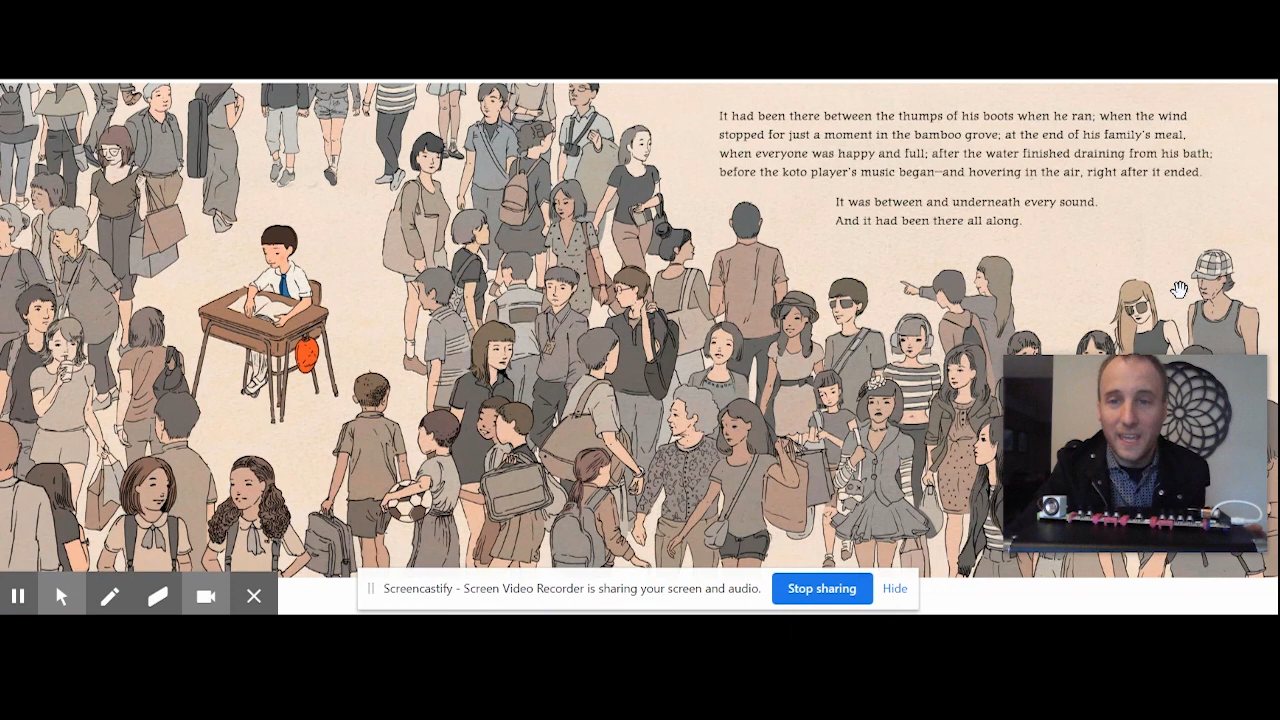 It had been there between the thumps of his boots when he ran; when the wind
stopped for just a moment in the bamboo grove; at the end of his family's meal,
when everyone was happy and full; after the water finished draining from his bath;
before the koto player's music began—and hovering in the air, right after it ended.
It was between and underneath every sound.
And it had been there all along.
Screencastify - Screen Video Recorder is sharing your screen and audio.
Stop sharing
Hide